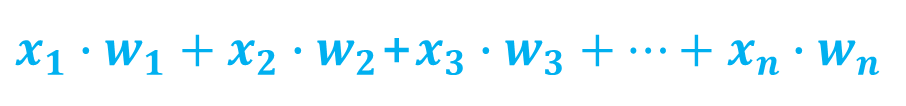 x₁ · w₁ + x₂ · w₂+x₃ · w₃ + ⋯ + xₙ · wₙ